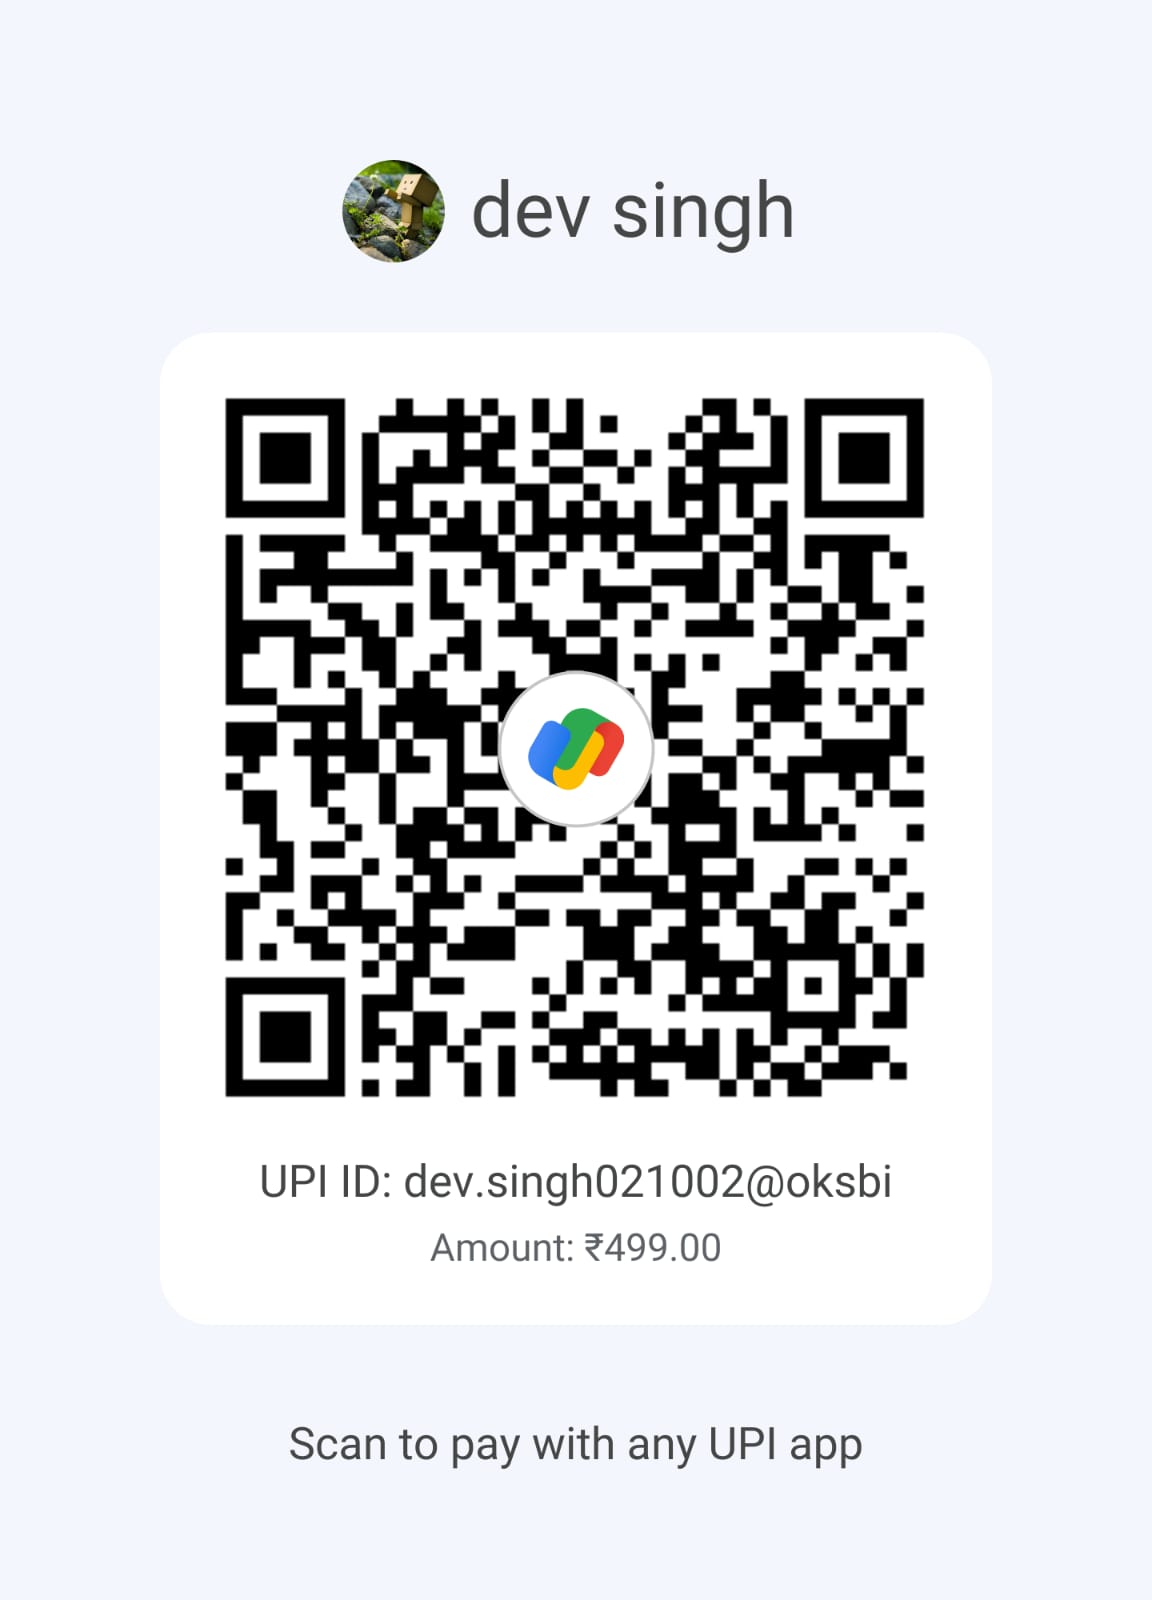 dev singh
UPI ID: dev.singh021002@oksbi
Amount: ₹499.00
Scan to pay with any UPI app